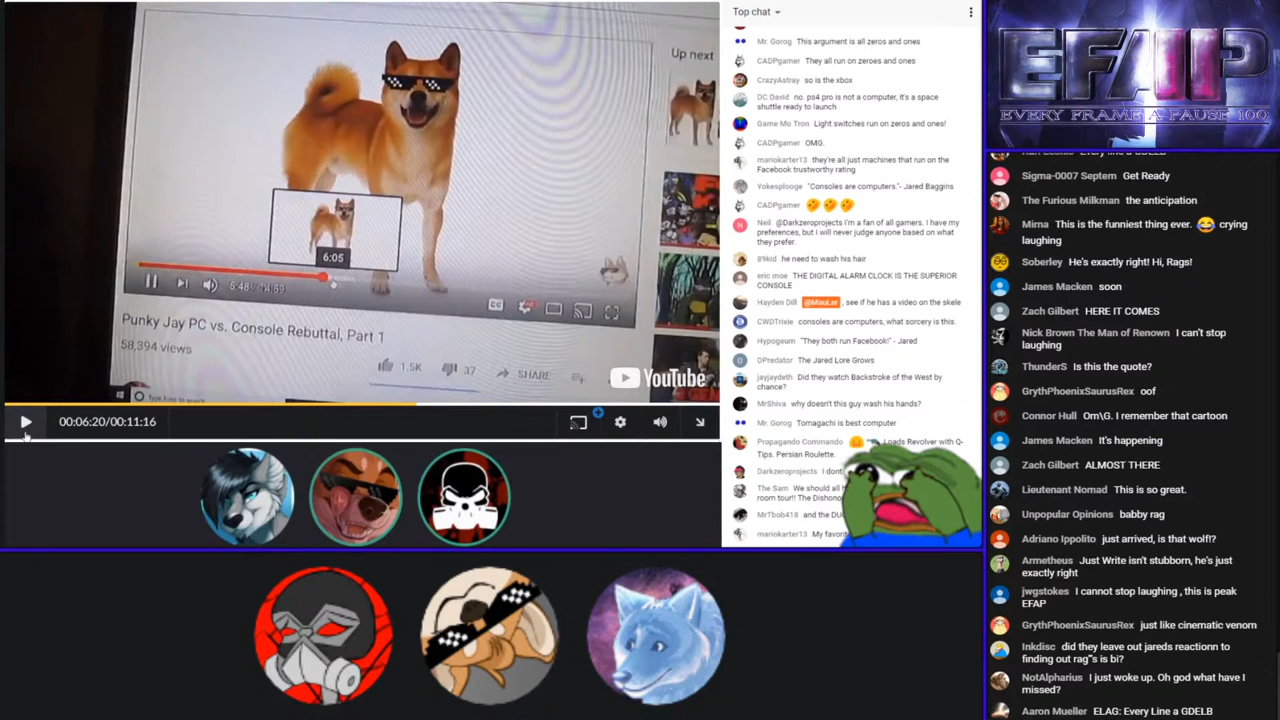 Up next
6:05
5:48 / 14:59
CC
Punky Jay PC vs. Console Rebuttal, Part 1
58,394 views
1.5K
37
SHARE
YouTube
00:06:20/00:11:16
Top chat
Mr. Gorog This argument is all zeros and ones
CADPgamer They all run on zeroes and ones
CrazyAstray so is the xbox
DC David no. ps4 pro is not a computer, it's a space
shuttle ready to launch
Game Mo Tron Light switches run on zeros and ones!
CADPgamer OMG.
mariokarter13 they're all just machines that run on the
Facebook trustworthy rating
Yokesplooge "Consoles are computers."- Jared Baggins
CADPgamer
Neil @Darkzeroprojects I'm a fan of all gamers. I have my
preferences, but I will never judge anyone based on what
they prefer.
89kid he need to wash his hair
eric moe THE DIGITAL ALARM CLOCK IS THE SUPERIOR
CONSOLE
Hayden Dill @MauLer , see if he has a video on the skele
CWDTrixie consoles are computers, what sorcery is this.
Hypogeum "They both run Facebook!" - Jared
DPredator The Jared Lore Grows
jayjaydeth Did they watch Backstroke of the West by
chance?
MrShiva why doesn't this guy wash his hands?
Mr. Gorog Tomagachi is best computer
Propagando Commando Loads Revolver with Q-
Tips. Persian Roulette.
Darkzeroprojects I dont
The Sam We should all h
room tour!! The Dishono
MrTbob418 and the DU
mariokarter13 My favori
EFAP
EVERY FRAME A PAUSE 100
Sigma-0007 Septem Get Ready
The Furious Milkman the anticipation
Mirna This is the funniest thing ever. crying
laughing
Soberley He's exactly right! Hi, Rags!
James Macken soon
Zach Gilbert HERE IT COMES
Nick Brown The Man of Renown I can't stop
laughing
ThunderS Is this the quote?
GrythPhoenixSaurusRex oof
Connor Hull Om\G. I remember that cartoon
James Macken It's happening
Zach Gilbert ALMOST THERE
Lieutenant Nomad This is so great.
Unpopular Opinions babby rag
Adriano Ippolito just arrived, is that wolf!?
Armetheus Just Write isn't stubborn, he's just
exactly right
jwgstokes I cannot stop laughing , this is peak
EFAP
GrythPhoenixSaurusRex just like cinematic venom
Inkdisc did they leave out jareds reactionn to
finding out rag"s is bi?
NotAlpharius I just woke up. Oh god what have I
missed?
Aaron Mueller ELAG: Every Line a GDELB